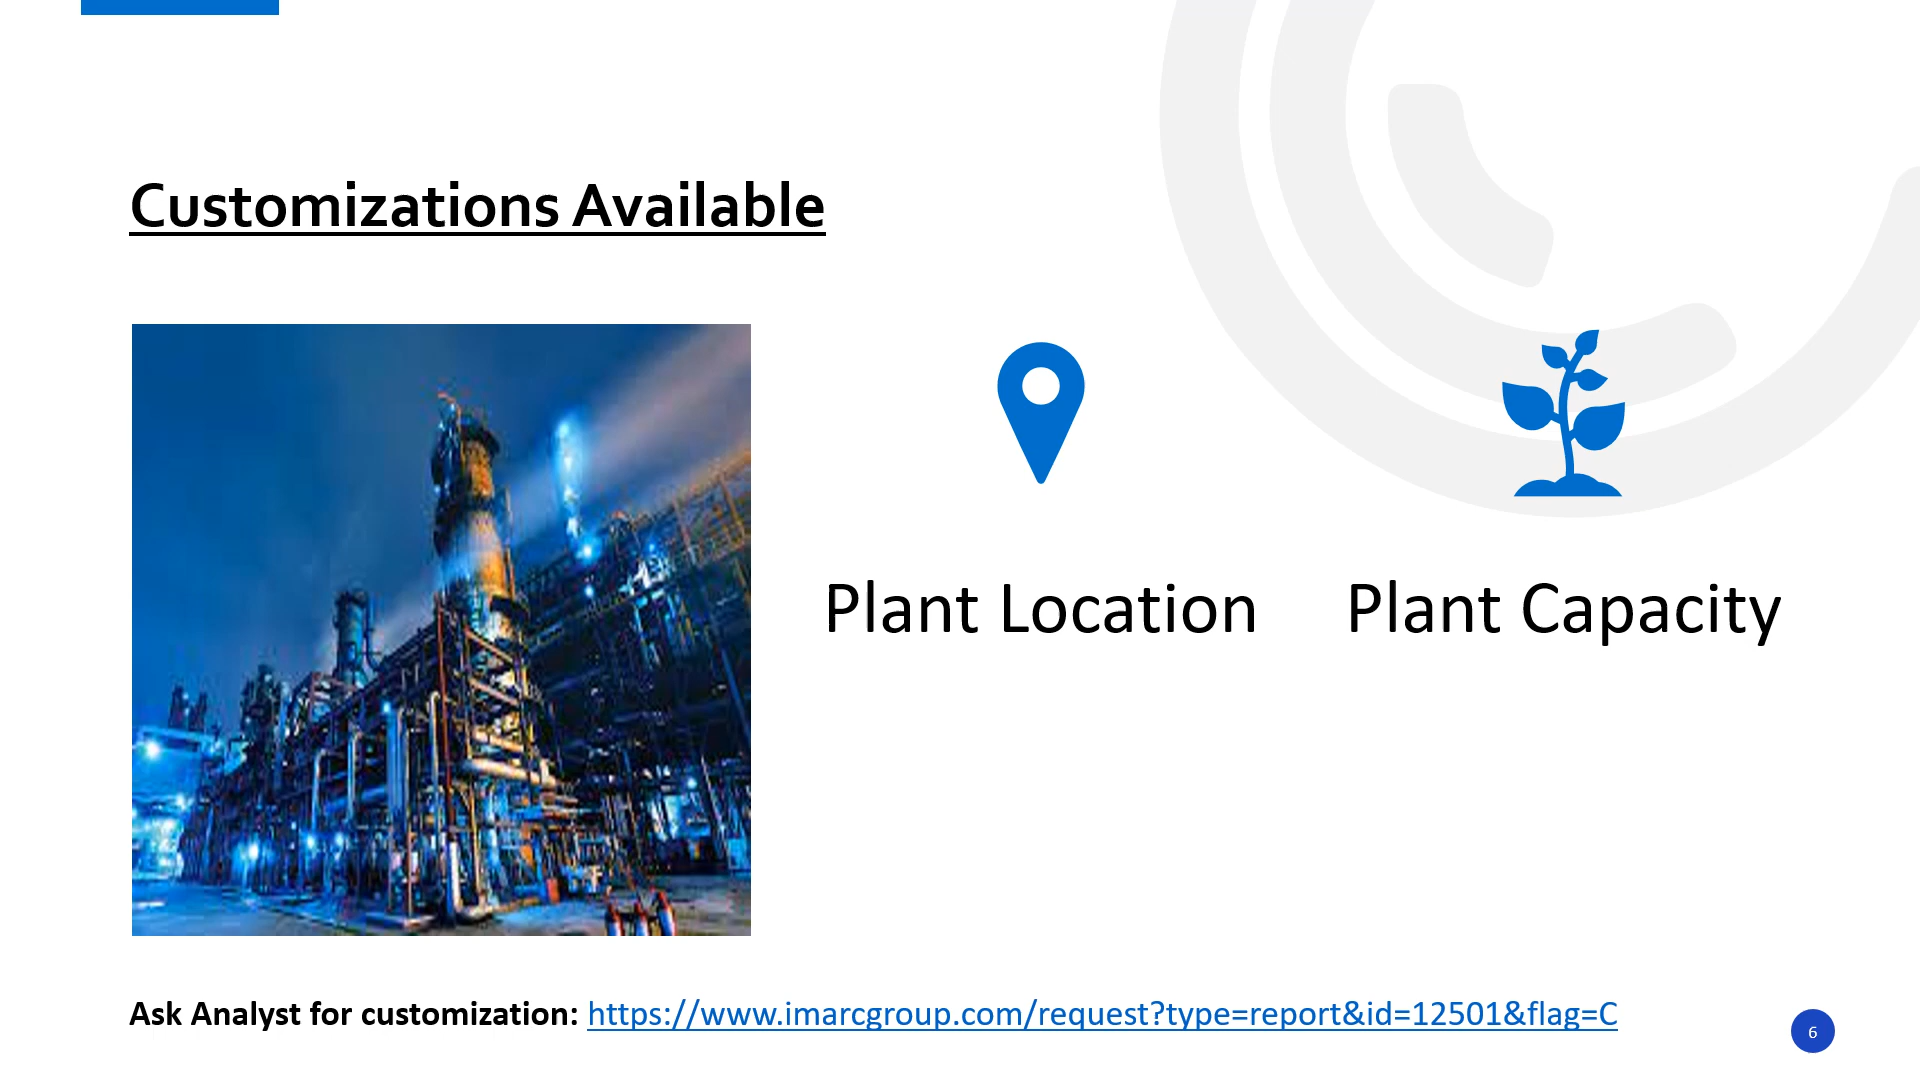 Customizations Available
Plant Location
Plant Capacity
Ask Analyst for customization: https://www.imarcgroup.com/request?type=report&id=12501&flag=C
6